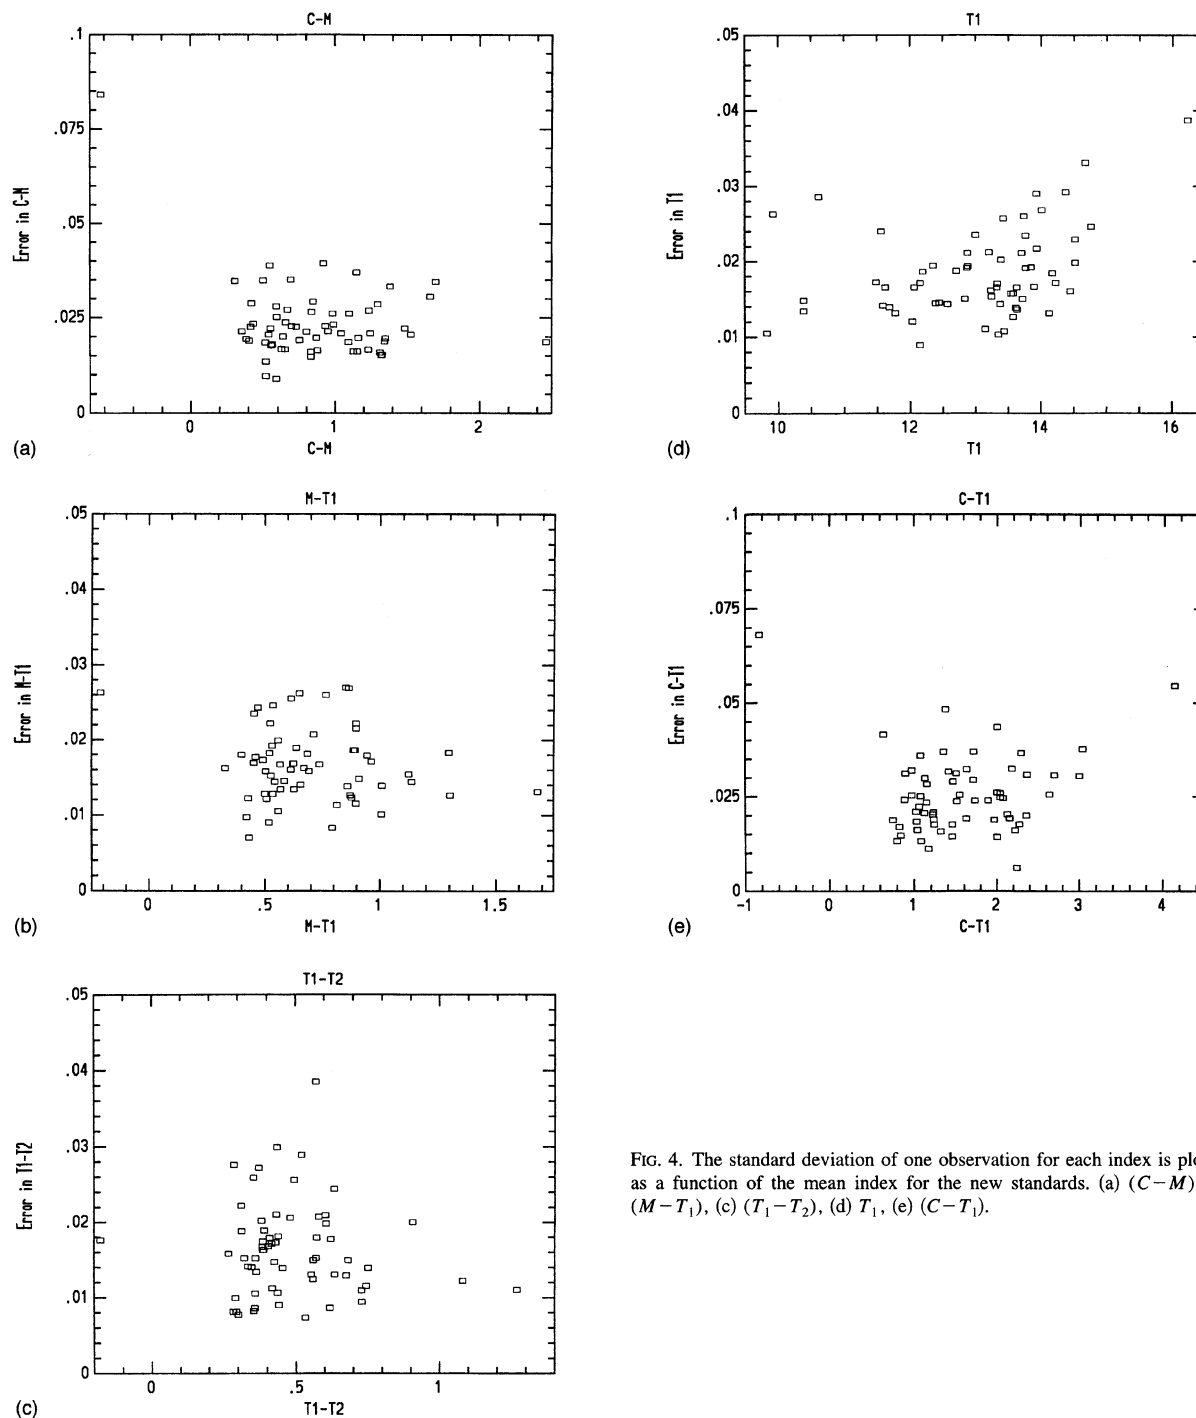 C-M
.1
.075
.05
.025
0
Error in C-M
0 1 2
C-M
(a)
T1
.05
.04
.03
.02
.01
0
Error in T1
10 12 14 16
T1
(d)
M-T1
.05
.04
.03
.02
.01
0
Error in M-T1
0 .5 1 1.5
M-T1
(b)
C-T1
.1
.075
.05
.025
0
Error in C-T1
-1 0 1 2 3 4
C-T1
(e)
T1-T2
.05
.04
.03
.02
.01
0
Error in T1-T2
0 .5 1
T1-T2
(c)
FIG. 4. The standard deviation of one observation for each index is plo
as a function of the mean index for the new standards. (a) (C−M)
(M−T₁), (c) (T₁−T₂), (d) T₁, (e) (C−T₁).